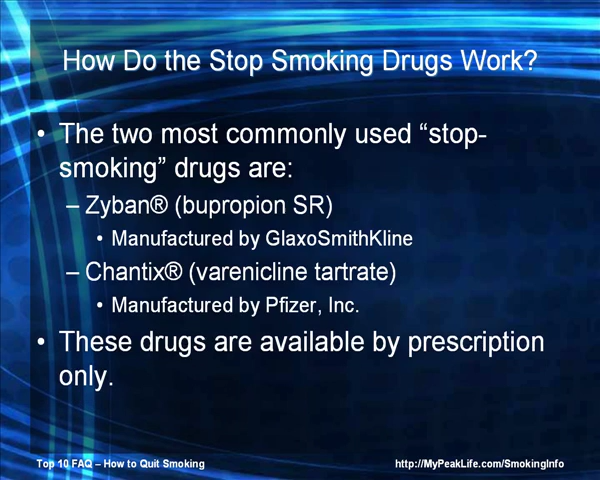 How Do the Stop Smoking Drugs Work?
• The two most commonly used “stop-
smoking” drugs are:
– Zyban® (bupropion SR)
• Manufactured by GlaxoSmithKline
– Chantix® (varenicline tartrate)
• Manufactured by Pfizer, Inc.
• These drugs are available by prescription
only.
Top 10 FAQ – How to Quit Smoking
http://MyPeakLife.com/SmokingInfo